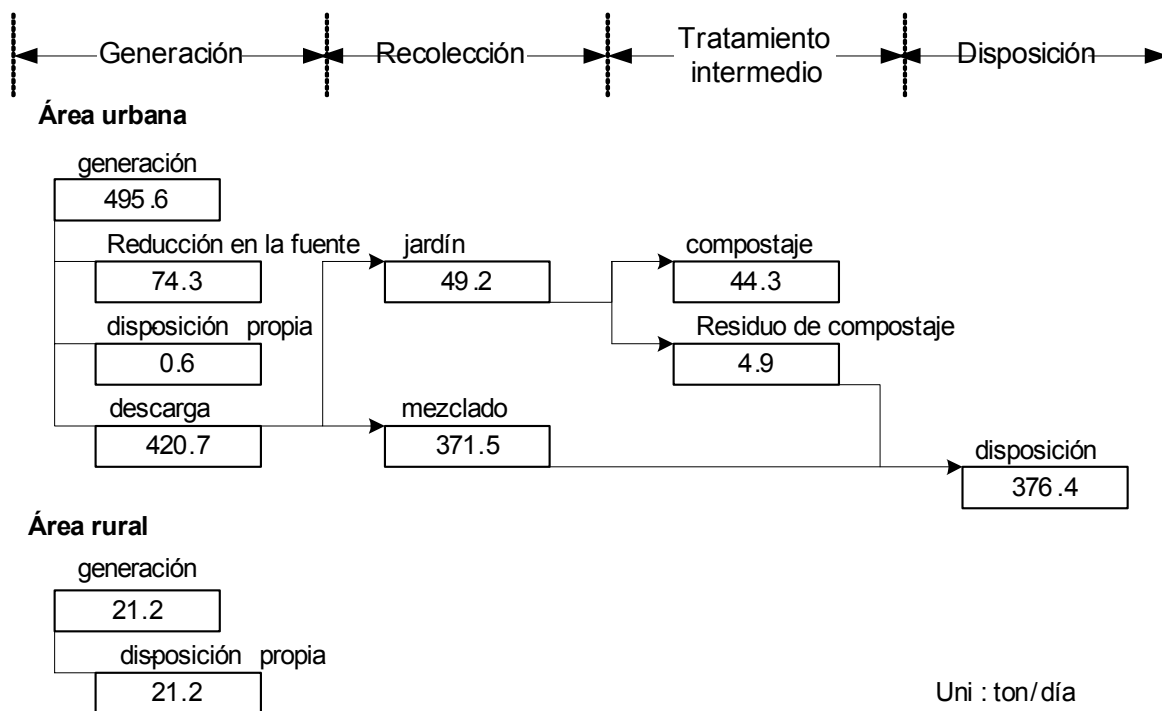 Generación
Recolección
Tratamiento
intermedio
Disposición
Área urbana
generación
495.6
Reducción en la fuente
74.3
jardín
49.2
compostaje
44.3
disposición propia
0.6
Residuo de compostaje
4.9
descarga
420.7
mezclado
371.5
disposición
376.4
Área rural
generación
21.2
disposición propia
21.2
Uni : ton/día